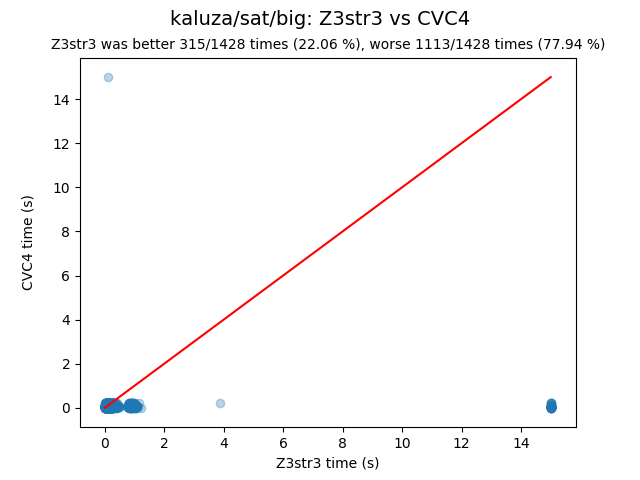 kaluza/sat/big: Z3str3 vs CVC4
Z3str3 was better 315/1428 times (22.06 %), worse 1113/1428 times (77.94 %)
14
12
10
8
6
4
2
0
CVC4 time (s)
0 2 4 6 8 10 12 14
Z3str3 time (s)